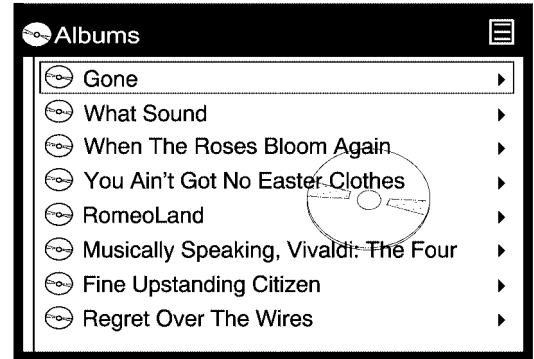 Albums
Gone
What Sound
When The Roses Bloom Again
You Ain't Got No Easter Clothes
RomeoLand
Musically Speaking, Vivaldi: The Four
Fine Upstanding Citizen
Regret Over The Wires